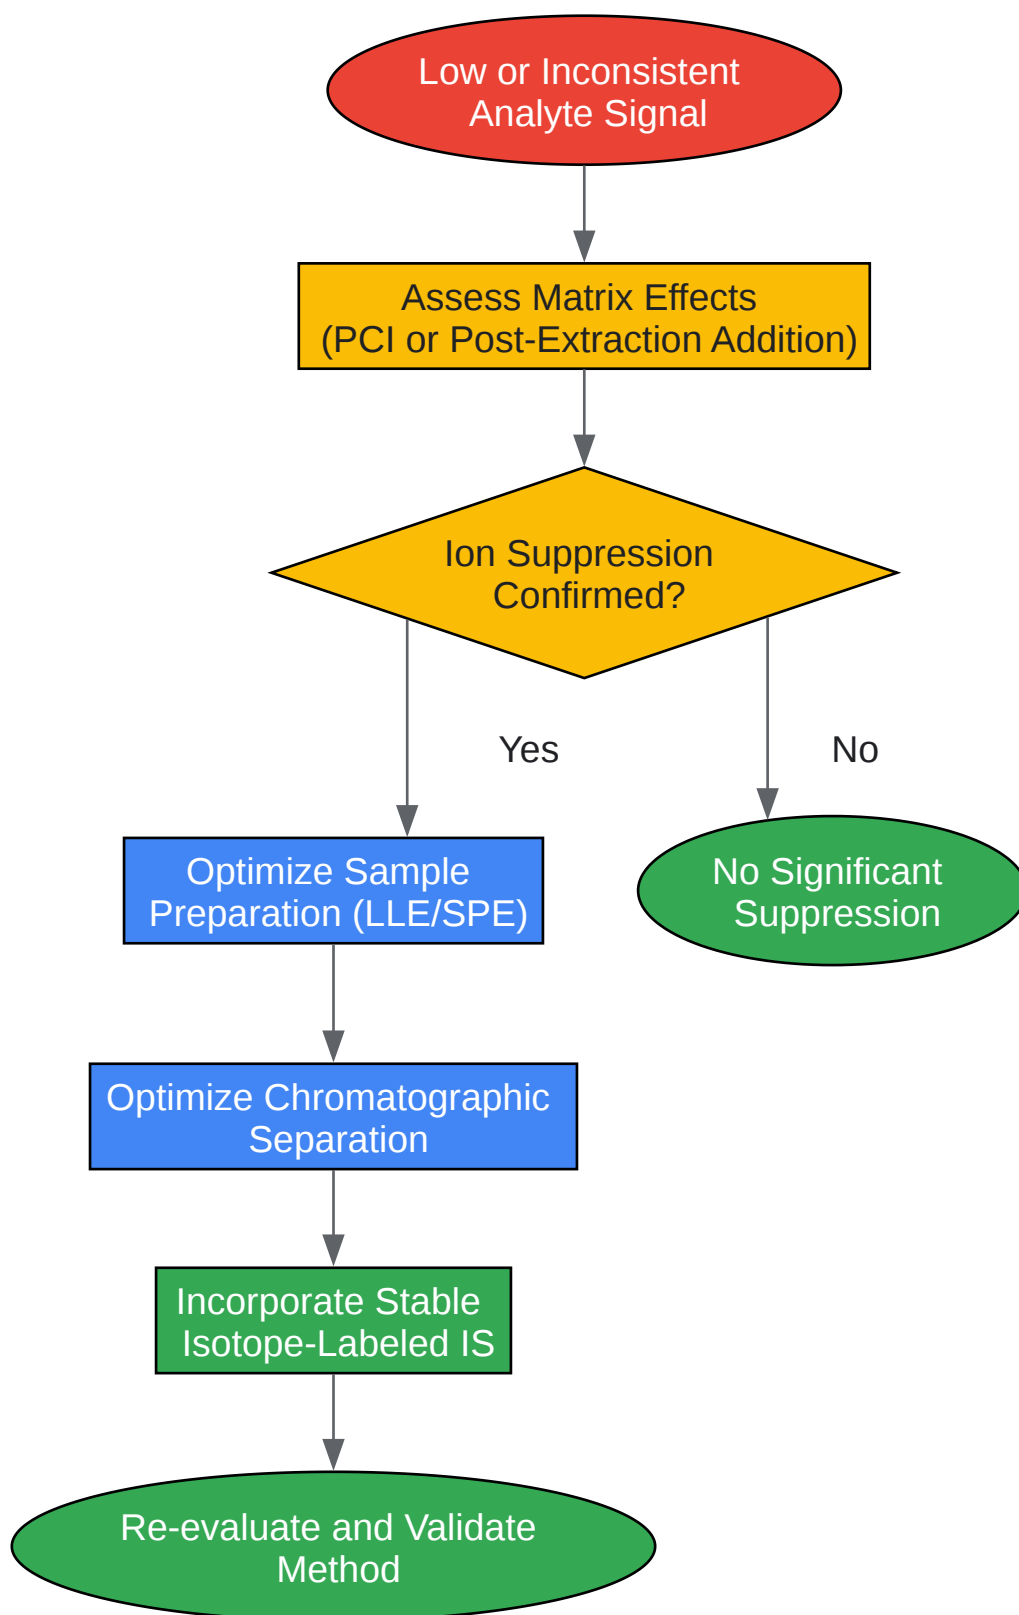 Low or Inconsistent
Analyte Signal
Assess Matrix Effects
(PCI or Post-Extraction Addition)
Ion Suppression
Confirmed?
Yes
No
Optimize Sample
Preparation (LLE/SPE)
No Significant
Suppression
Optimize Chromatographic
Separation
Incorporate Stable
Isotope-Labeled IS
Re-evaluate and Validate
Method